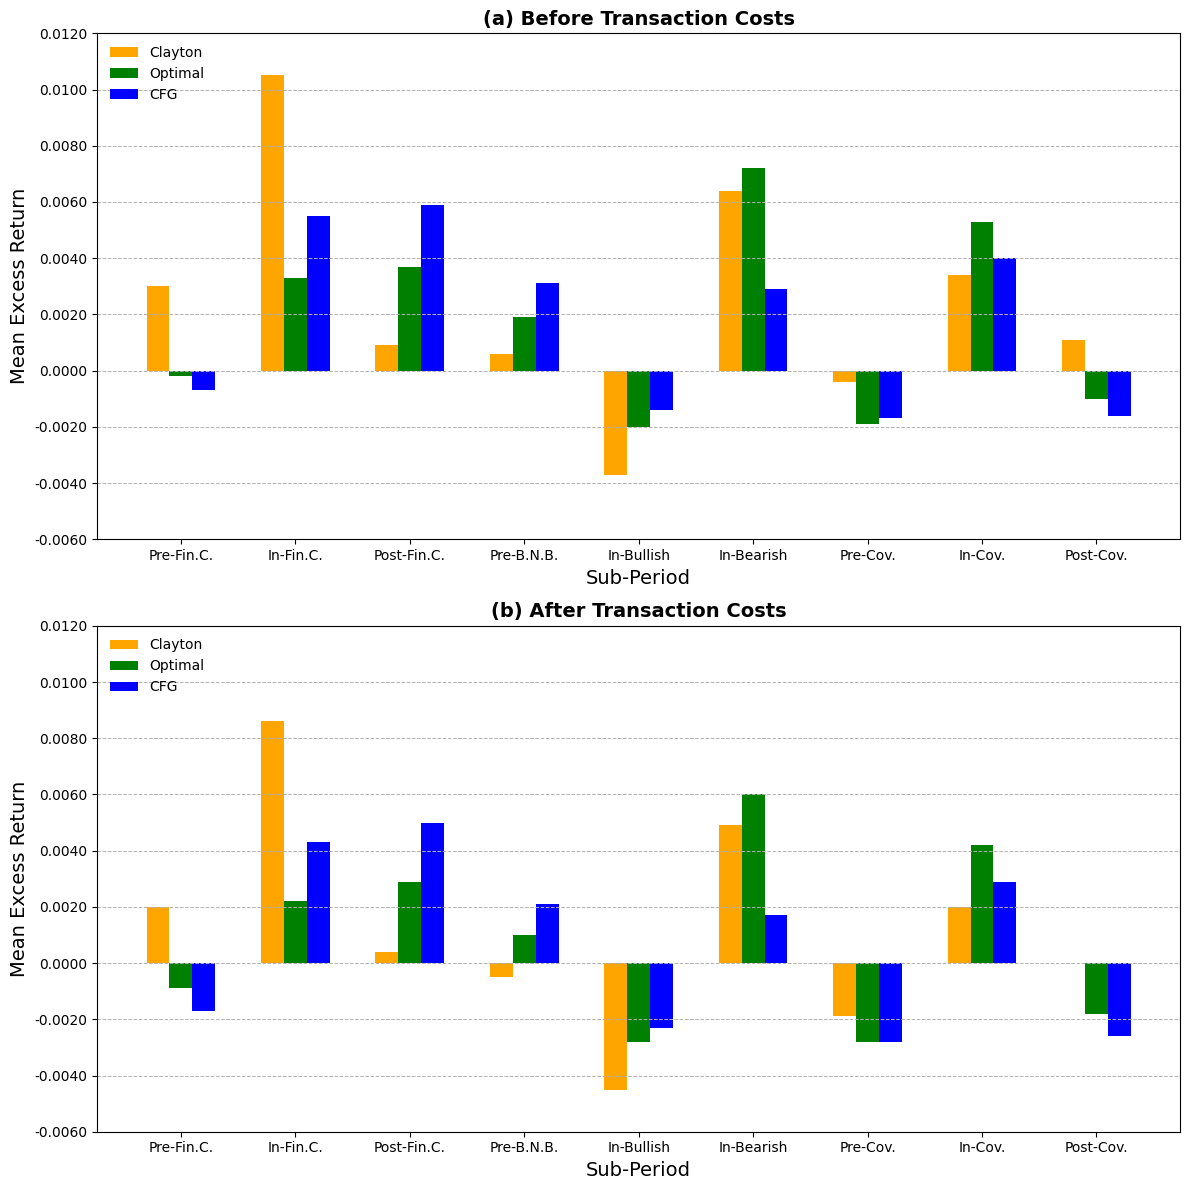 (a) Before Transaction Costs
Mean Excess Return
0.0120
0.0100
0.0080
0.0060
0.0040
0.0020
0.0000
-0.0020
-0.0040
-0.0060
Clayton
Optimal
CFG
Pre-Fin.C. In-Fin.C. Post-Fin.C. Pre-B.N.B. In-Bullish In-Bearish Pre-Cov. In-Cov. Post-Cov.
Sub-Period
(b) After Transaction Costs
Mean Excess Return
0.0120
0.0100
0.0080
0.0060
0.0040
0.0020
0.0000
-0.0020
-0.0040
-0.0060
Clayton
Optimal
CFG
Pre-Fin.C. In-Fin.C. Post-Fin.C. Pre-B.N.B. In-Bullish In-Bearish Pre-Cov. In-Cov. Post-Cov.
Sub-Period